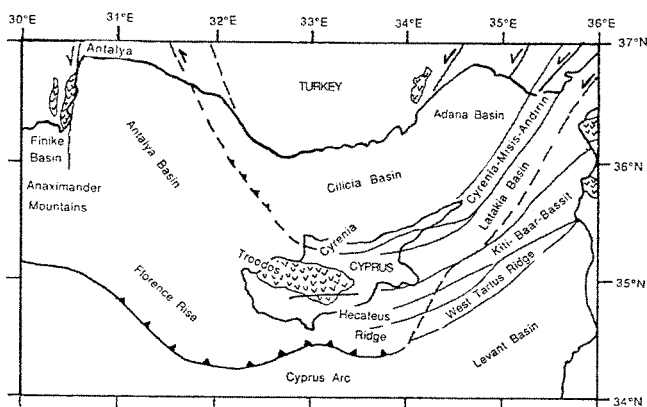 30°E 31°E 32°E 33°E 34°E 35°E 36°E
37°N
Antalya
TURKEY
Adana Basin
Finike
Basin
Antalya Basin
Cyrenia-Misis-Andirin
36°N
Anaximander
Mountains
Cilicia Basin
Latakia Basin
Cyrenia
Kiti-Baar-Bassit
Troodos
CYPRUS
35°N
Florence Rise
West Tartus Ridge
Hecateus
Ridge
Levant Basin
Cyprus Arc
34°N